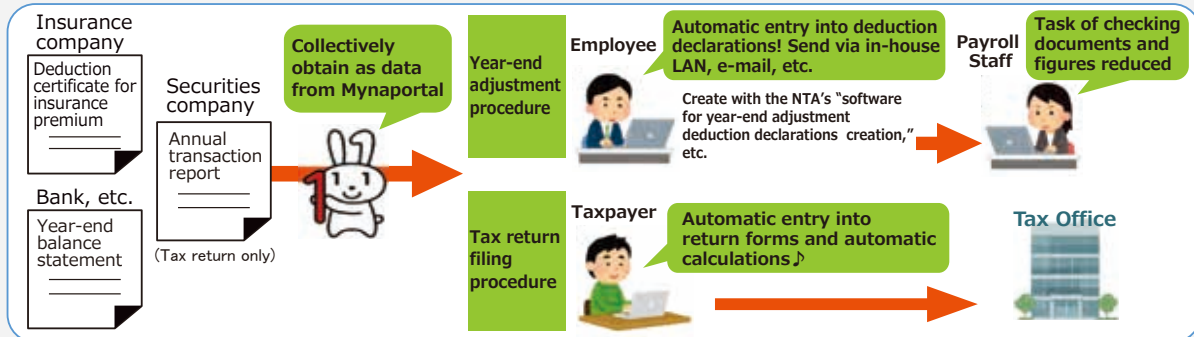 Insurance
company
Deduction
certificate for
insurance
premium
Bank, etc.
Year-end
balance
statement
Securities
company
Annual
transaction
report
(Tax return only)
Collectively
obtain as data
from Mynaportal
1
Year-end
adjustment
procedure
Employee
Automatic entry into deduction
declarations! Send via in-house
LAN, e-mail, etc.
Create with the NTA’s “software
for year-end adjustment
deduction declarations creation,”
etc.
Payroll
Staff
Task of checking
documents and
figures reduced
Tax return
filing
procedure
Taxpayer
Automatic entry into
return forms and automatic
calculations♪
Tax Office